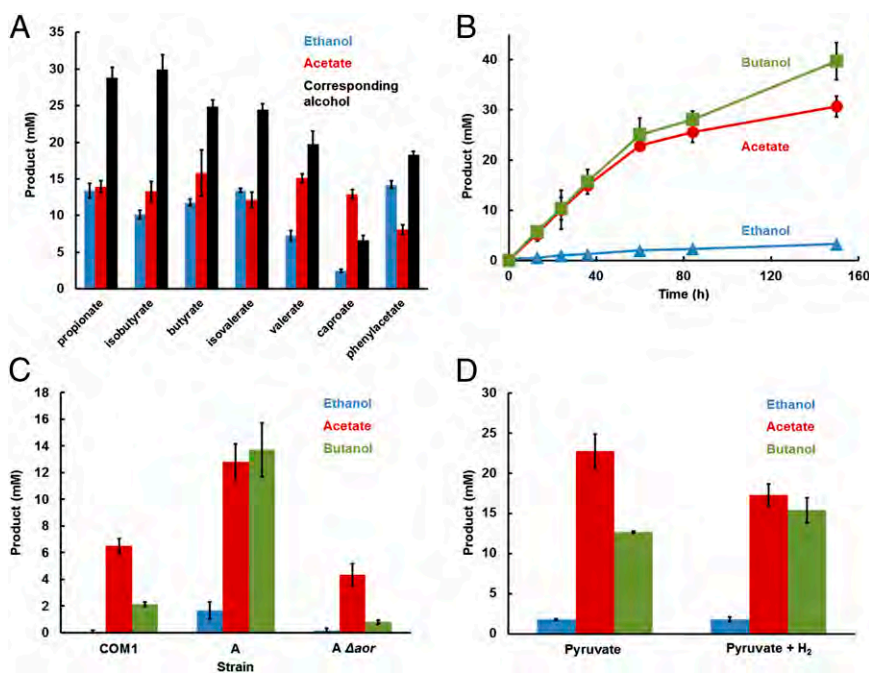 A
35
30
25
20
15
10
5
0
Product (mM)
Ethanol
Acetate
Corresponding
alcohol
propionate
isobutyrate
butyrate
isovalerate
valerate
caproate
phenylacetate
B
40
30
20
10
0
Product (mM)
Butanol
Acetate
Ethanol
0
40
80
120
160
Time (h)
C
18
16
14
12
10
8
6
4
2
0
Product (mM)
Ethanol
Acetate
Butanol
COM1
A
A Δaor
Strain
D
30
25
20
15
10
5
0
Product (mM)
Ethanol
Acetate
Butanol
Pyruvate
Pyruvate + H₂